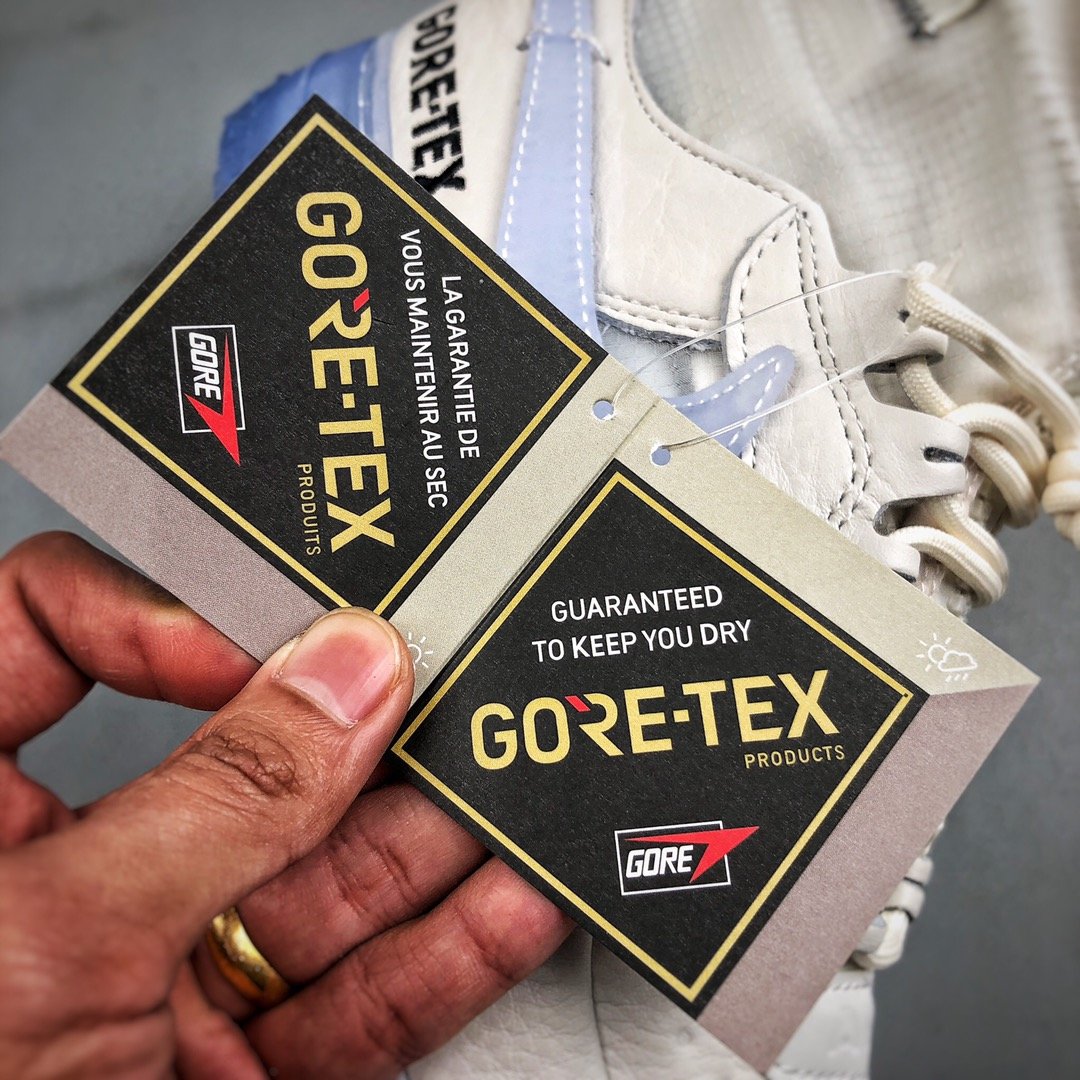 GORE-TEX
LA GARANTIE DE
VOUS MAINTENIR AU SEC
GORE-TEX
PRODUITS
GORE
GUARANTEED
TO KEEP YOU DRY
GORE-TEX
PRODUCTS
GORE